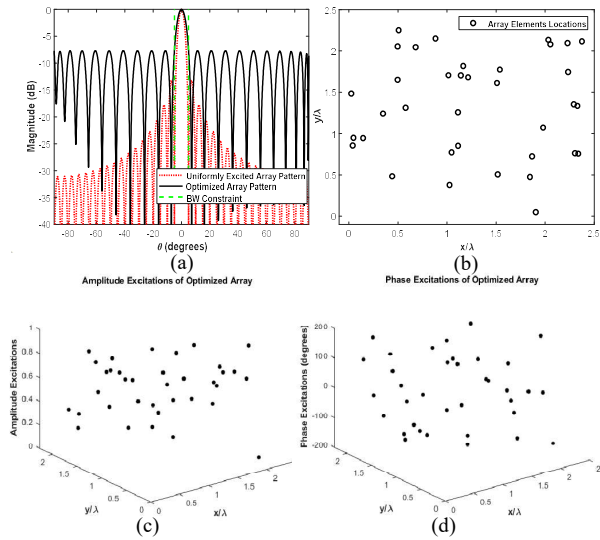 (a)
Magnitude (dB)
0
-5
-10
-15
-20
-25
-30
-35
-40
Uniformly Excited Array Pattern
Optimized Array Pattern
BW Constraint
-80 -60 -40 -20 0 20 40 60 80
θ (degrees)
(b)
y/λ
2
1.5
1
0.5
0
Array Elements Locations
0 0.5 1 1.5 2 2.5
x/λ
Amplitude Excitations of Optimized Array
Amplitude Excitations
1
0.8
0.6
0.4
0.2
0
2
1.5
1
0.5
0
y/λ
0
0.5
1
1.5
2
x/λ
(c)
Phase Excitations of Optimized Array
Phase Excitations (degrees)
200
100
0
-100
-200
2
1.5
1
0.5
0
y/λ
0
0.5
1
1.5
2
2
x/λ
(d)